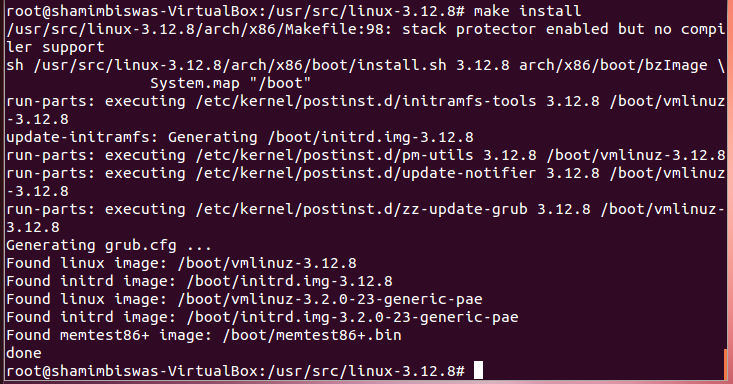 root@shamimbiswas-VirtualBox:/usr/src/linux-3.12.8# make install
/usr/src/linux-3.12.8/arch/x86/Makefile:98: stack protector enabled but no compi
ler support
sh /usr/src/linux-3.12.8/arch/x86/boot/install.sh 3.12.8 arch/x86/boot/bzImage \
System.map "/boot"
run-parts: executing /etc/kernel/postinst.d/initramfs-tools 3.12.8 /boot/vmlinuz
-3.12.8
update-initramfs: Generating /boot/initrd.img-3.12.8
run-parts: executing /etc/kernel/postinst.d/pm-utils 3.12.8 /boot/vmlinuz-3.12.8
run-parts: executing /etc/kernel/postinst.d/update-notifier 3.12.8 /boot/vmlinuz
-3.12.8
run-parts: executing /etc/kernel/postinst.d/zz-update-grub 3.12.8 /boot/vmlinuz-
3.12.8
Generating grub.cfg ...
Found linux image: /boot/vmlinuz-3.12.8
Found initrd image: /boot/initrd.img-3.12.8
Found linux image: /boot/vmlinuz-3.2.0-23-generic-pae
Found initrd image: /boot/initrd.img-3.2.0-23-generic-pae
Found memtest86+ image: /boot/memtest86+.bin
done
root@shamimbiswas-VirtualBox:/usr/src/linux-3.12.8#